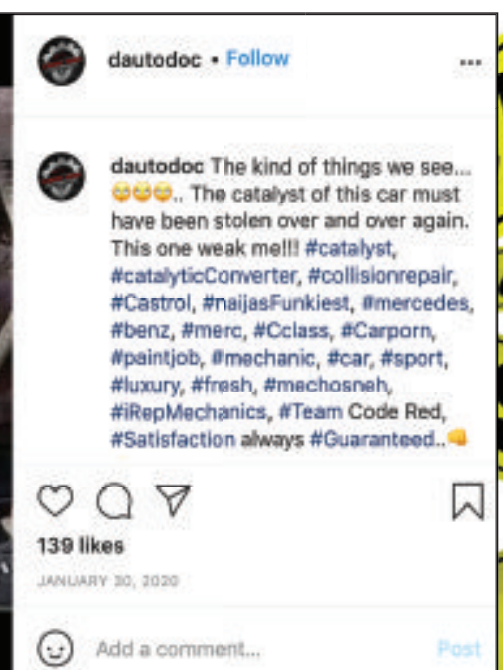 dautodoc • Follow
dautodoc The kind of things we see...
😳😳😳.. The catalyst of this car must
have been stolen over and over again.
This one weak me!!! #catalyst,
#catalyticConverter, #collisionrepair,
#Castrol, #naijasFunkiest, #mercedes,
#benz, #merc, #Cclass, #Carporn,
#paintjob, #mechanic, #car, #sport,
#luxury, #fresh, #mechosneh,
#iRepMechanics, #Team Code Red,
#Satisfaction always #Guaranteed..👊
139 likes
JANUARY 30, 2020
Add a comment...
Post